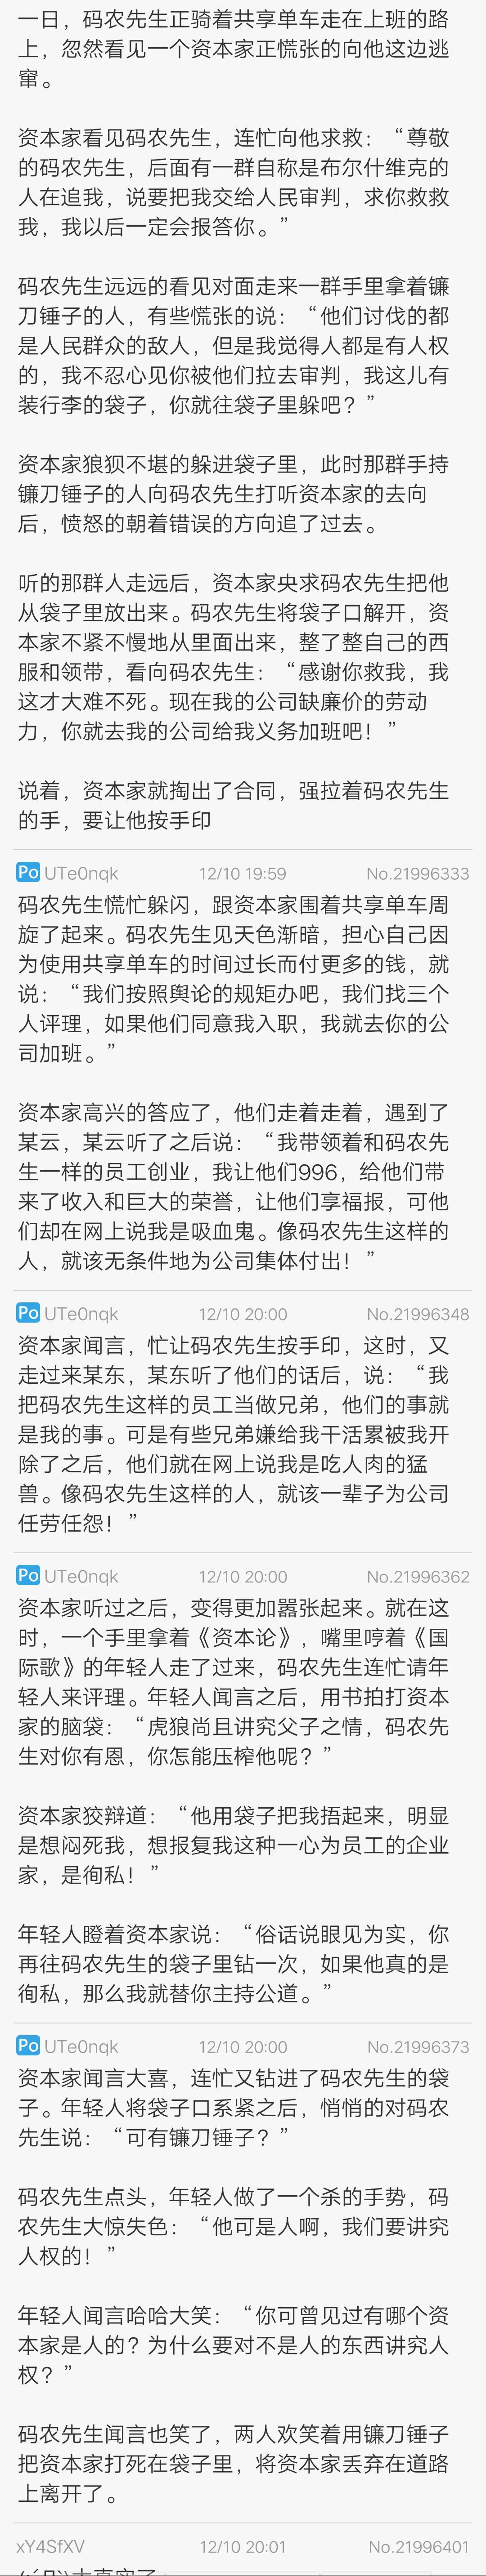 一日，码农先生正骑着共享单车走在上班的路
上，忽然看见一个资本家正慌张的向他这边逃
窜。
资本家看见码农先生，连忙向他求救：“尊敬
的码农先生，后面有一群自称是布尔什维克的
人在追我，说要把我交给人民审判，求你救救
我，我以后一定会报答你。”
码农先生远远的看见对面走来一群手里拿着镰
刀锤子的人，有些慌张的说：“他们讨伐的都
是人民群众的敌人，但是我觉得人都是有人权
的，我不忍心见你被他们拉去审判，我这儿有
装行李的袋子，你就往袋子里躲吧？”
资本家狼狈不堪的躲进袋子里，此时那群手持
镰刀锤子的人向码农先生打听资本家的去向
后，愤怒的朝着错误的方向追了过去。
听的那群人走远后，资本家央求码农先生把他
从袋子里放出来。码农先生将袋子口解开，资
本家不紧不慢地从里面出来，整了整自己的西
服和领带，看向码农先生：“感谢你救我，我
这才大难不死。现在我的公司缺廉价的劳动
力，你就去我的公司给我义务加班吧！”
说着，资本家就掏出了合同，强拉着码农先生
的手，要让他按手印
Po UTe0nqk 12/10 19:59 No.21996333
码农先生慌忙躲闪，跟资本家围着共享单车周
旋了起来。码农先生见天色渐暗，担心自己因
为使用共享单车的时间过长而付更多的钱，就
说：“我们按照舆论的规矩办吧，我们找三个
人评理，如果他们同意我入职，我就去你的公
司加班。”
资本家高兴的答应了，他们走着走着，遇到了
某云，某云听了之后说：“我带领着和码农先
生一样的员工创业，我让他们996，给他们带
来了收入和巨大的荣誉，让他们享福报，可他
们却在网上说我是吸血鬼。像码农先生这样的
人，就该无条件地为公司集体付出！”
Po UTe0nqk 12/10 20:00 No.21996348
资本家闻言，忙让码农先生按手印，这时，又
走过来某东，某东听了他们的话后，说：“我
把码农先生这样的员工当做兄弟，他们的事就
是我的事。可是有些兄弟嫌给我干活累被我开
除了之后，他们就在网上说我是吃人肉的猛
兽。像码农先生这样的人，就该一辈子为公司
任劳任怨！”
Po UTe0nqk 12/10 20:00 No.21996362
资本家听过之后，变得更加嚣张起来。就在这
时，一个手里拿着《资本论》，嘴里哼着《国
际歌》的年轻人走了过来，码农先生连忙请年
轻人来评理。年轻人闻言之后，用书拍打资本
家的脑袋：“虎狼尚且讲究父子之情，码农先
生对你有恩，你怎能压榨他呢？”
资本家狡辩道：“他用袋子把我捂起来，明显
是想闷死我，想报复我这种一心为员工的企业
家，是徇私！”
年轻人瞪着资本家说：“俗话说眼见为实，你
再往码农先生的袋子里钻一次，如果他真的是
徇私，那么我就替你主持公道。”
Po UTe0nqk 12/10 20:00 No.21996373
资本家闻言大喜，连忙又钻进了码农先生的袋
子。年轻人将袋子口系紧之后，悄悄的对码农
先生说：“可有镰刀锤子？”
码农先生点头，年轻人做了一个杀的手势，码
农先生大惊失色：“他可是人啊，我们要讲究
人权的！”
年轻人闻言哈哈大笑：“你可曾见过有哪个资
本家是人的？为什么要对不是人的东西讲究人
权？”
码农先生闻言也笑了，两人欢笑着用镰刀锤子
把资本家打死在袋子里，将资本家丢弃在道路
上离开了。
xY4SfXV 12/10 20:01 No.21996401